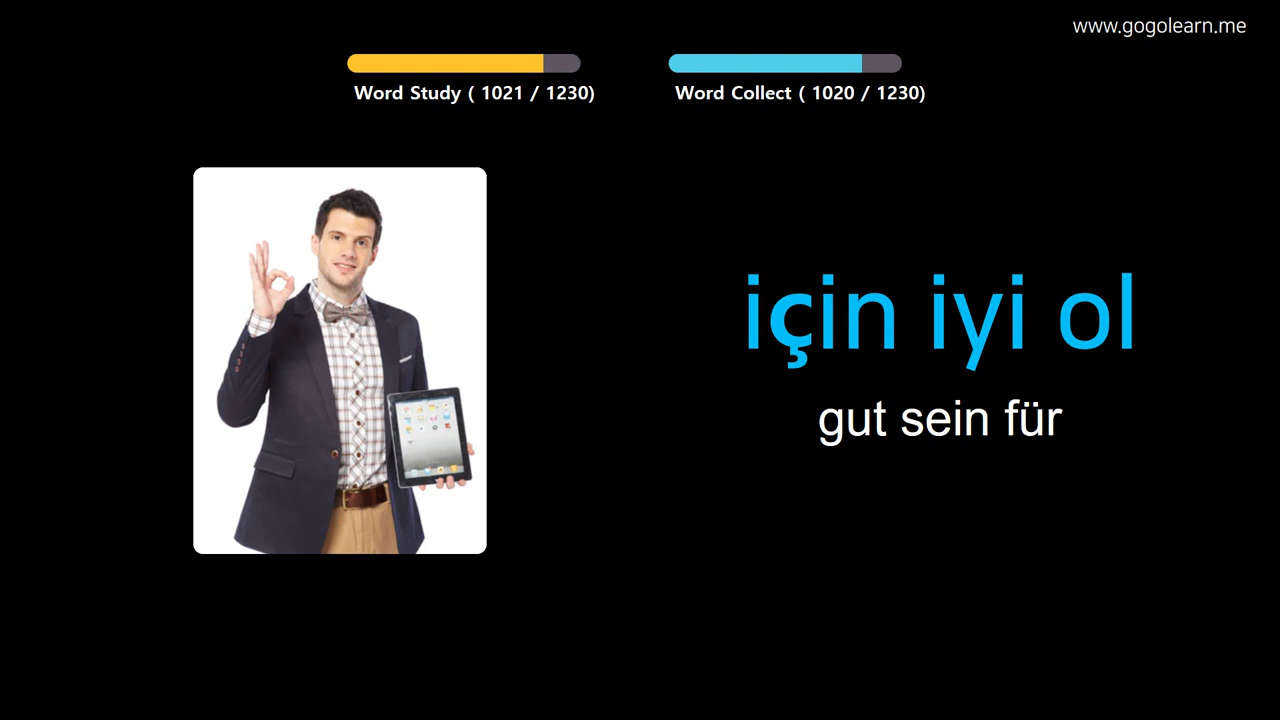 www.gogolearn.me
Word Study ( 1021 / 1230)
Word Collect ( 1020 / 1230)
için iyi ol
gut sein für